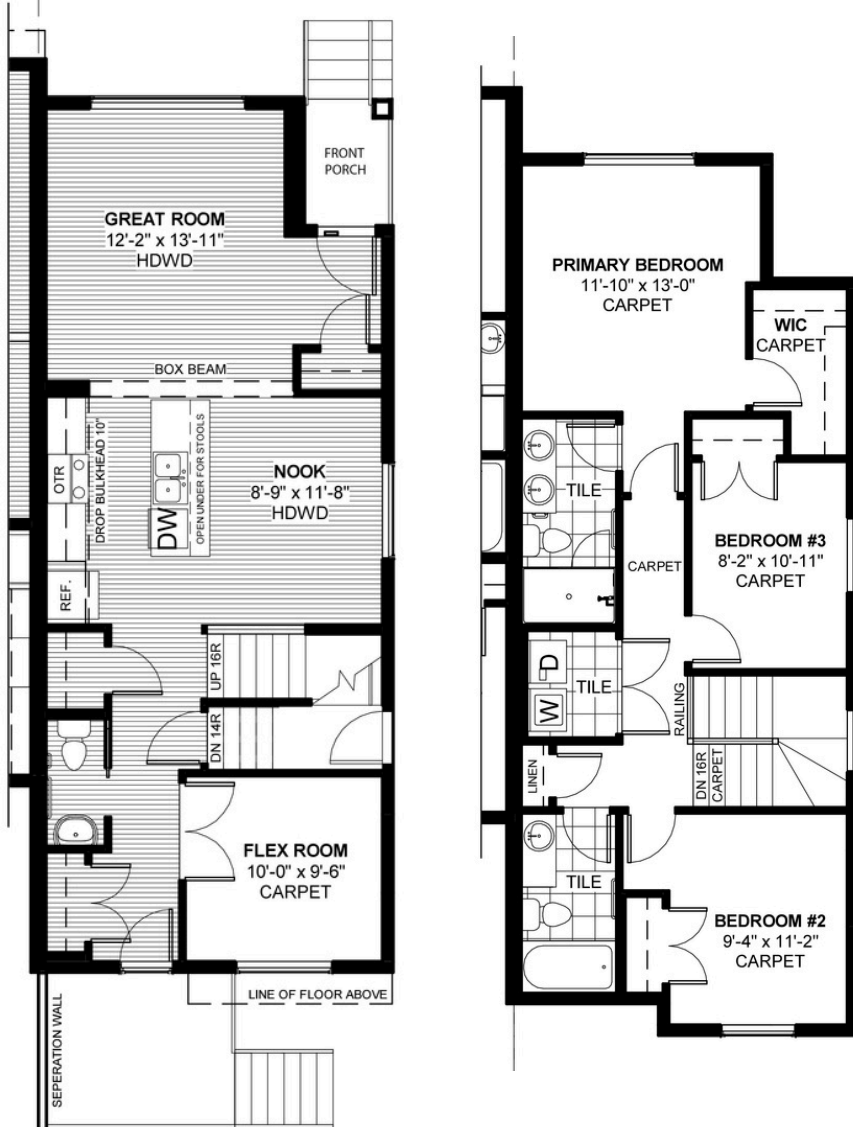 FRONT
PORCH
GREAT ROOM
12'-2" x 13'-11"
HDWD
BOX BEAM
OTR
DROP BULKHEAD 10"
DW
OPEN UNDER FOR STOOLS
NOOK
8'-9" x 11'-8"
HDWD
REF.
UP 16R
DN 14R
FLEX ROOM
10'-0" x 9'-6"
CARPET
LINE OF FLOOR ABOVE
SEPERATION WALL
PRIMARY BEDROOM
11'-10" x 13'-0"
CARPET
WIC
CARPET
TILE
CARPET
BEDROOM #3
8'-2" x 10'-11"
CARPET
D
W
TILE
RAILING
LINEN
DN 16R
CARPET
TILE
BEDROOM #2
9'-4" x 11'-2"
CARPET